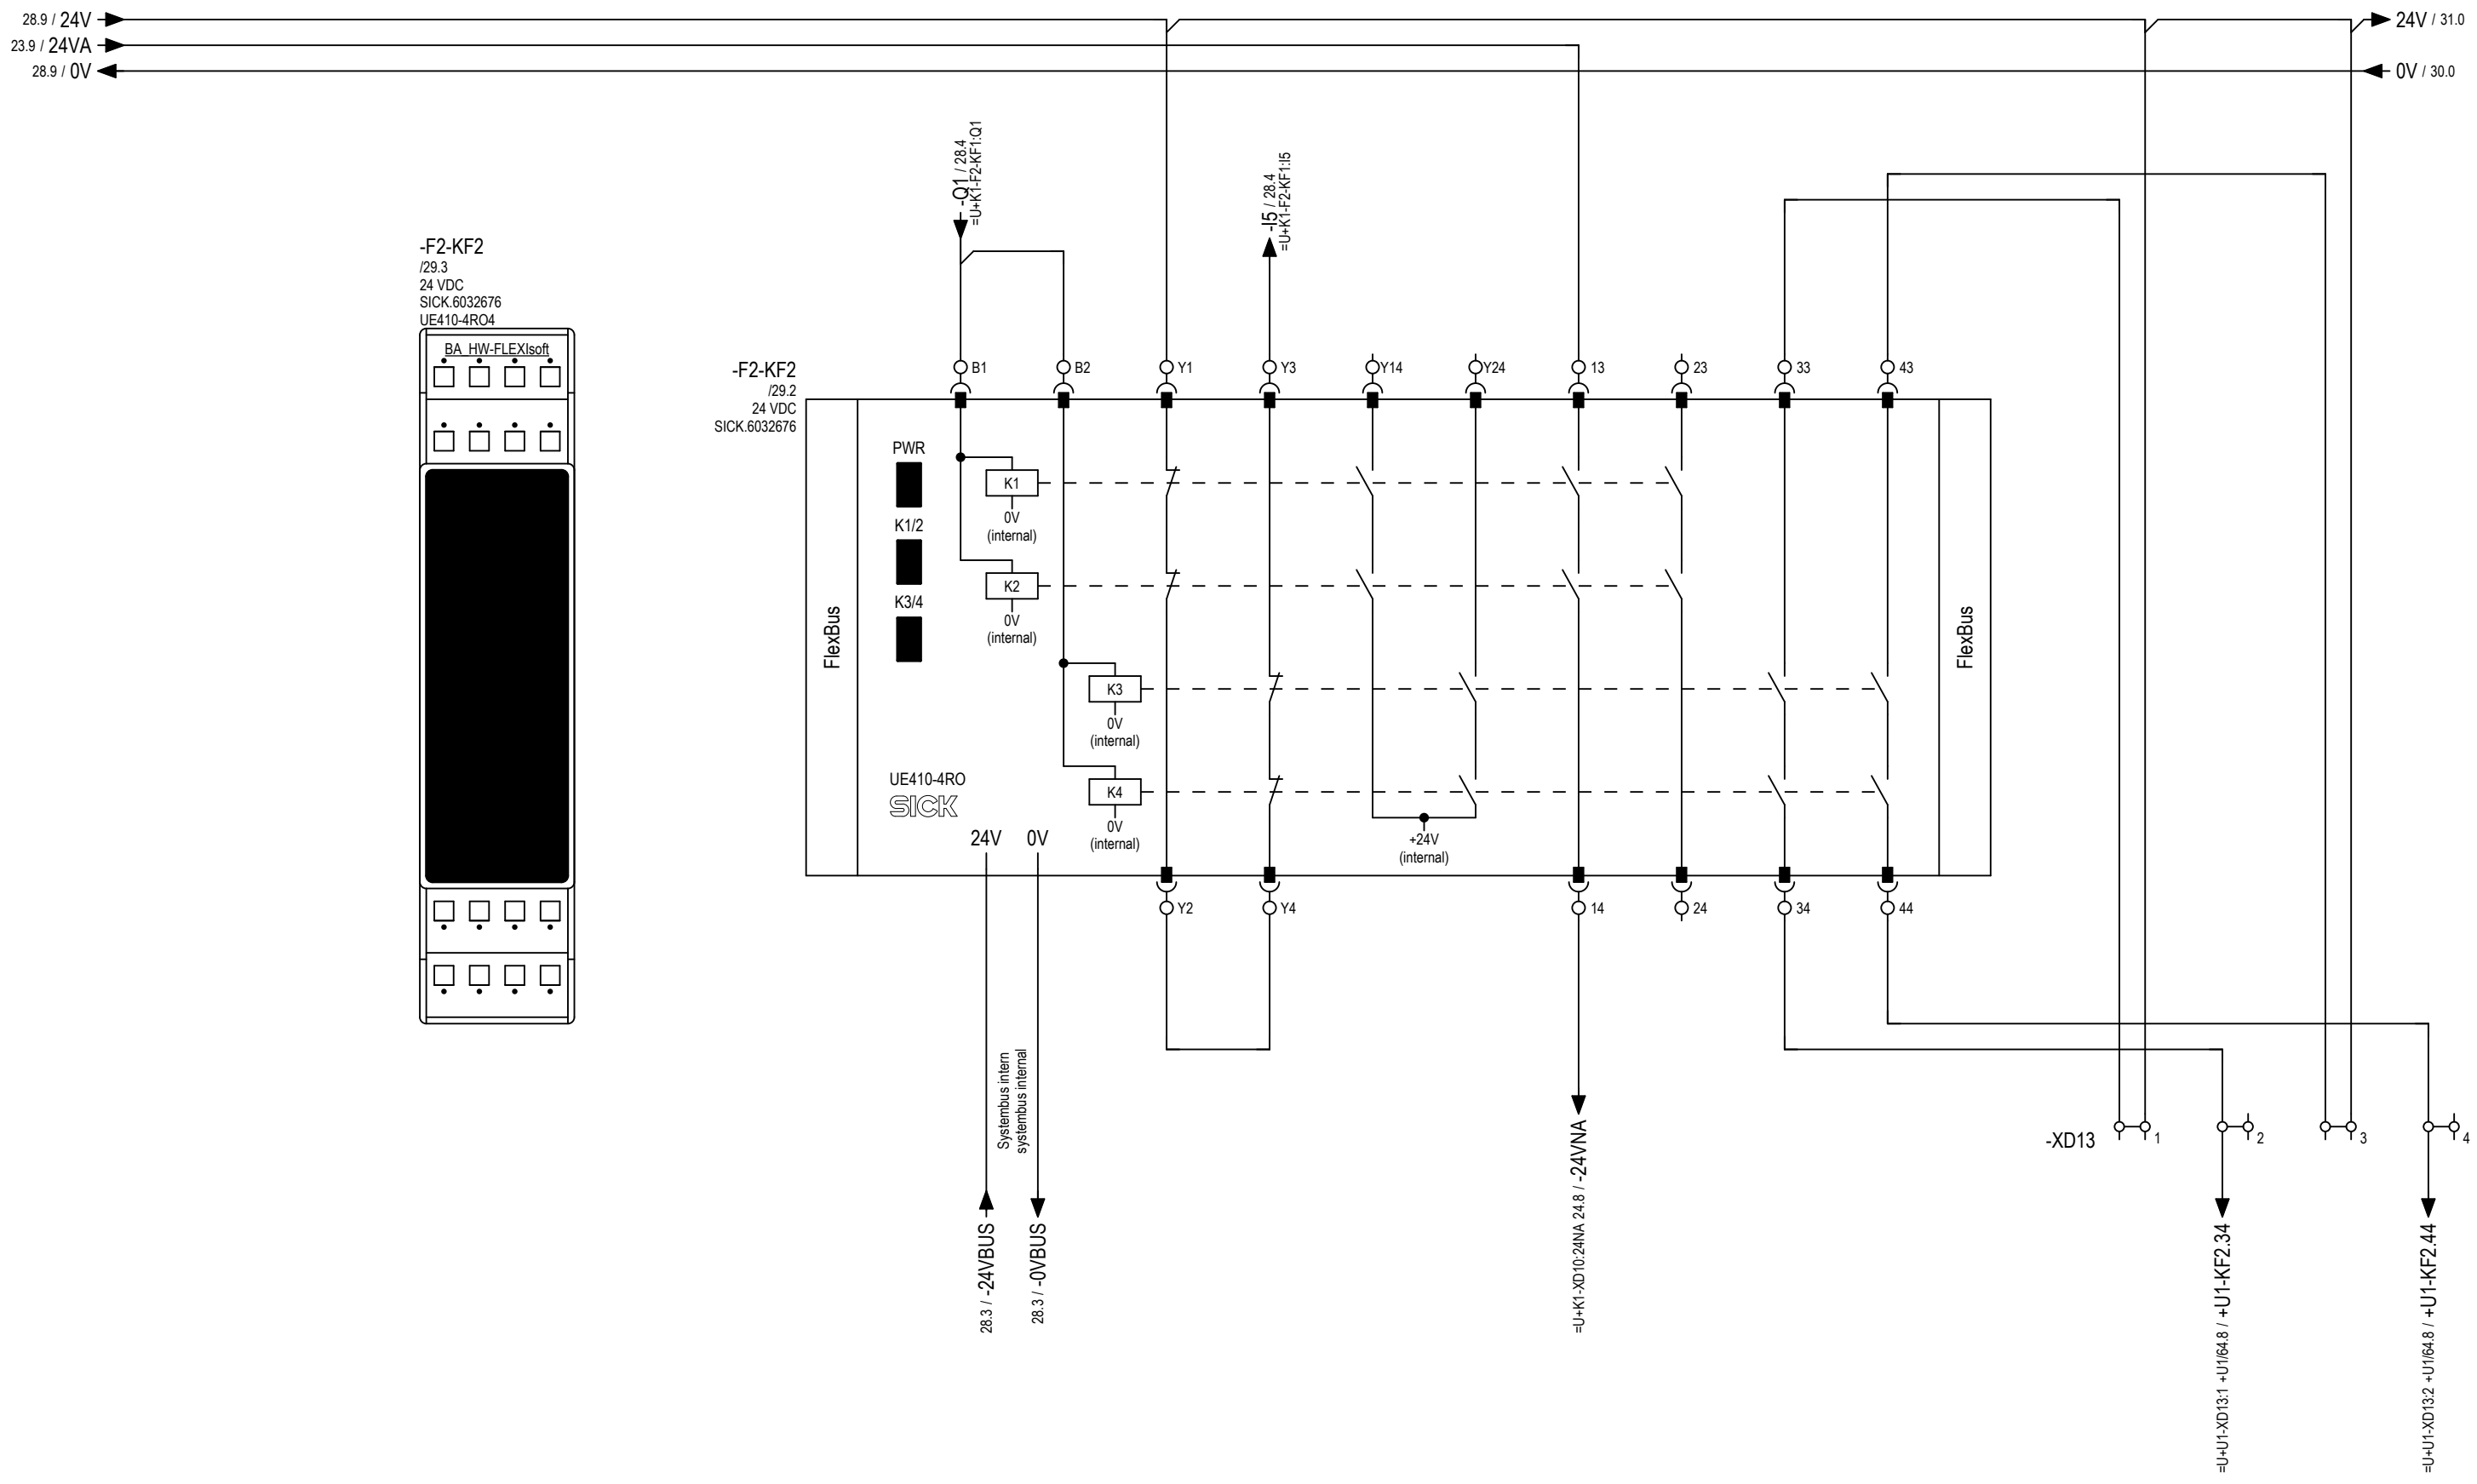 28.9 / 24V
24V / 31.0
23.9 / 24VA
28.9 / 0V
0V / 30.0
-Q1 / 28.4
=U+K1-F2-KF1:Q1
-I5 / 28.4
=U+K1-F2-KF1:I5
-F2-KF2
/29.3
24 VDC
SICK.6032676
UE410-4RO4
BA_HW-FLEXIsoft
-F2-KF2
/29.2
24 VDC
SICK.6032676
B1
B2
Y1
Y3
Y14
Y24
13
23
33
43
PWR
K1/2
K3/4
FlexBus
K1
0V
(internal)
K2
0V
(internal)
K3
0V
(internal)
K4
0V
(internal)
+24V
(internal)
FlexBus
UE410-4RO
SICK
24V
0V
Y2
Y4
14
24
34
44
Systembus intern
systembus internal
28.3 / -24VBUS
28.3 / -0VBUS
=U+K1-XD10:24NA 24.8 / -24VNA
-XD13
1
2
3
4
=U+U1-XD13:1 +U1/64.8 / +U1-KF2.34
=U+U1-XD13:2 +U1/64.8 / +U1-KF2.44